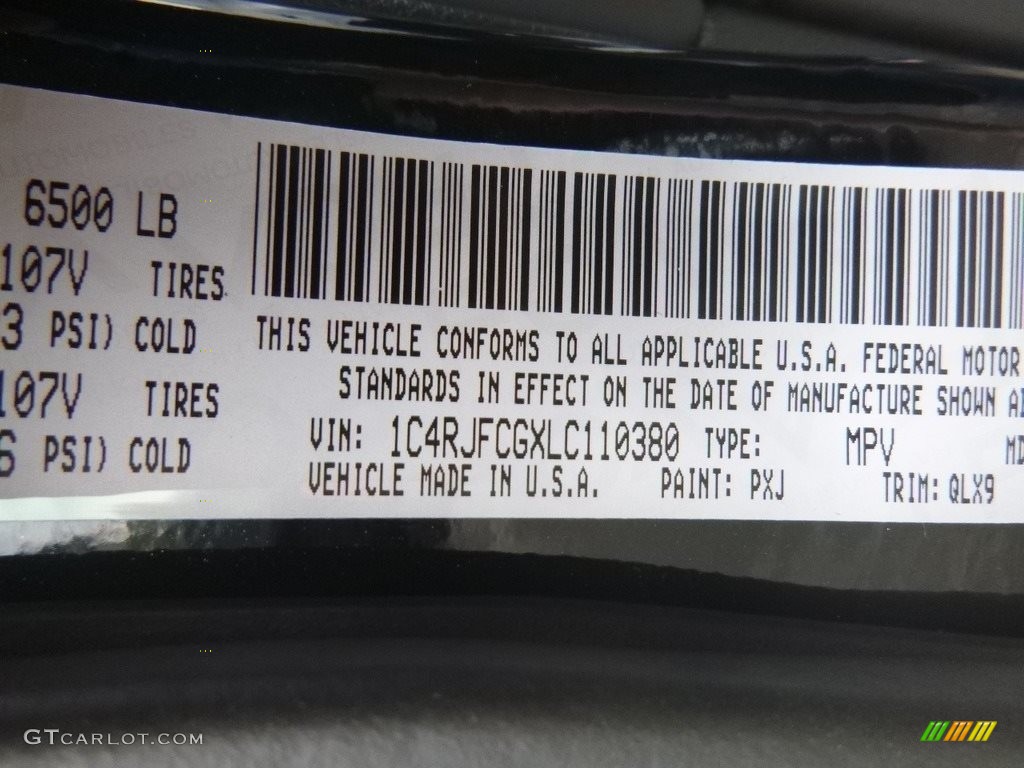 6500 LB
107V TIRES
3 PSI) COLD
107V TIRES
6 PSI) COLD
THIS VEHICLE CONFORMS TO ALL APPLICABLE U.S.A. FEDERAL MOTOR
STANDARDS IN EFFECT ON THE DATE OF MANUFACTURE SHOWN
VIN: 1C4RJFCGXLC110380 TYPE: MPV
VEHICLE MADE IN U.S.A. PAINT: PXJ TRIM: QLX9
GTCARLOT.COM